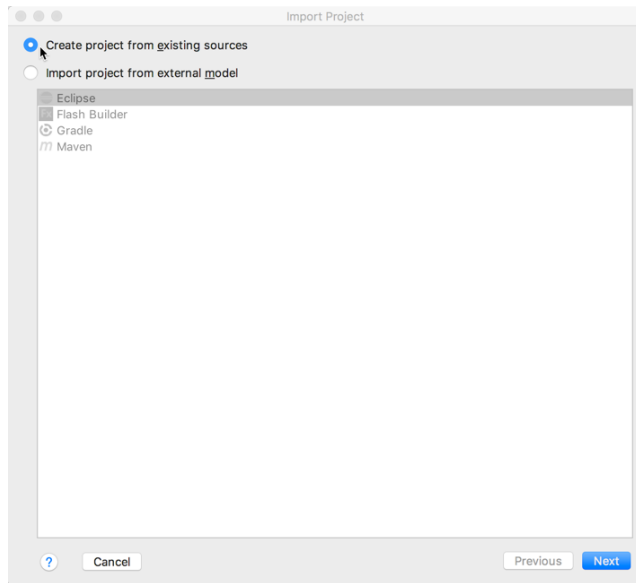 Import Project
Create project from existing sources
Import project from external model
Eclipse
Fx Flash Builder
Gradle
m Maven
? Cancel Previous Next